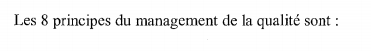 Les 8 principes du management de la qualité sont :